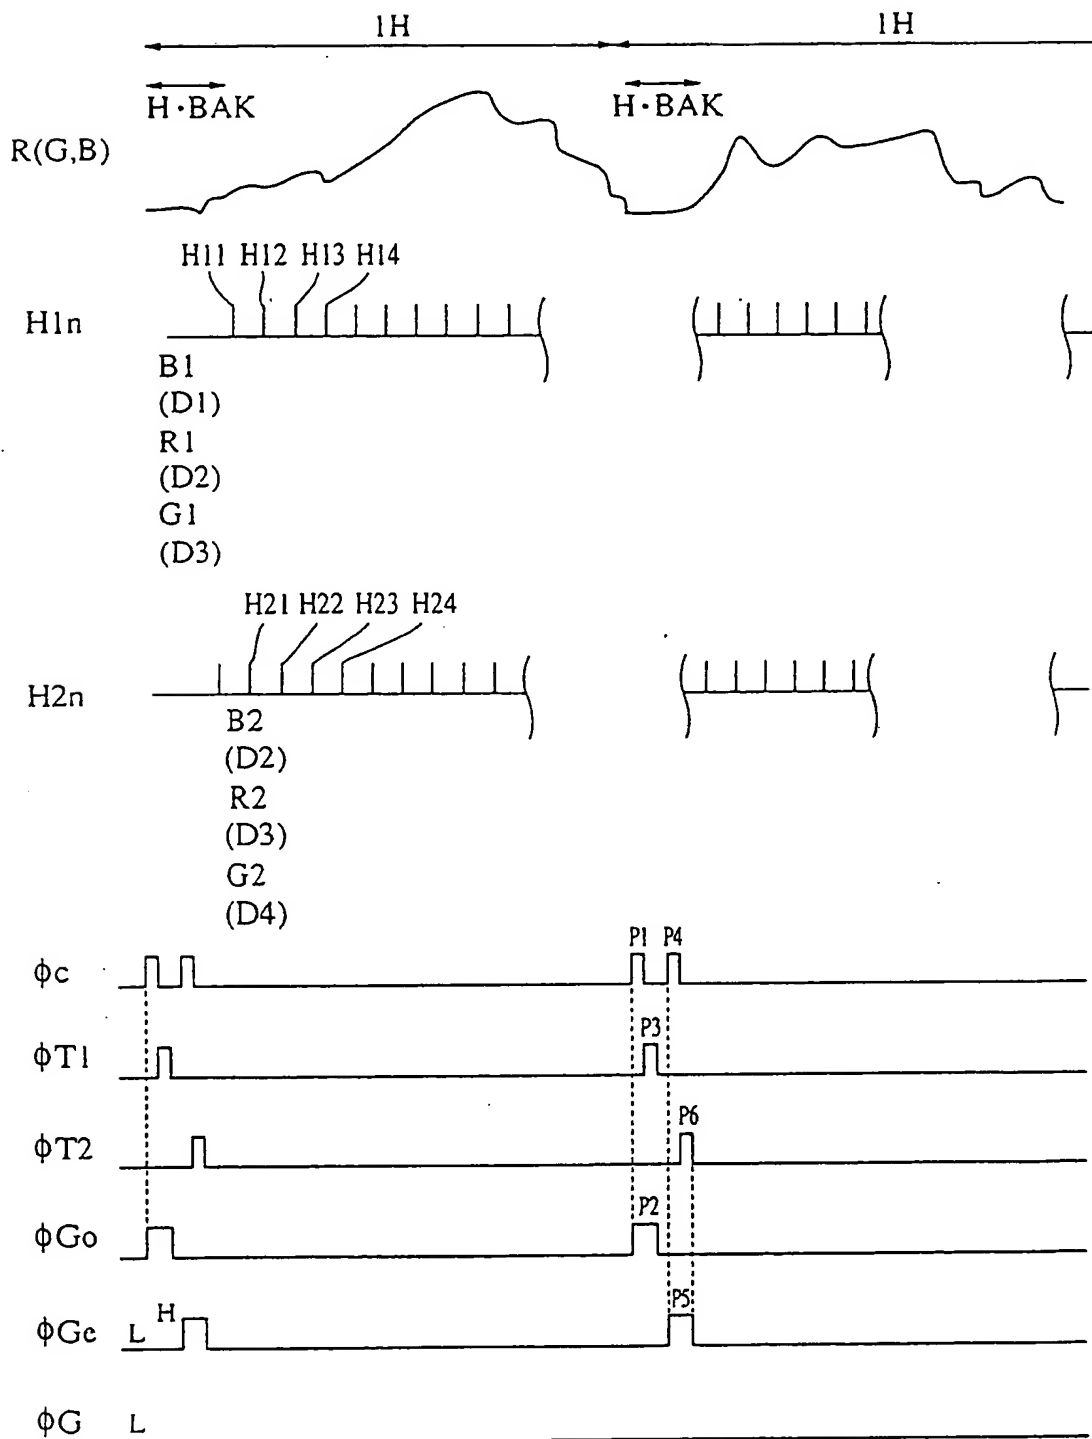 1H 1H
H·BAK H·BAK
R(G,B)
H11 H12 H13 H14
H1n
B1
(D1)
R1
(D2)
G1
(D3)
H21 H22 H23 H24
H2n
B2
(D2)
R2
(D3)
G2
(D4)
P1 P4
φc
P3
φT1
P6
φT2
P2
φGo
H P5
φGe L
φG L